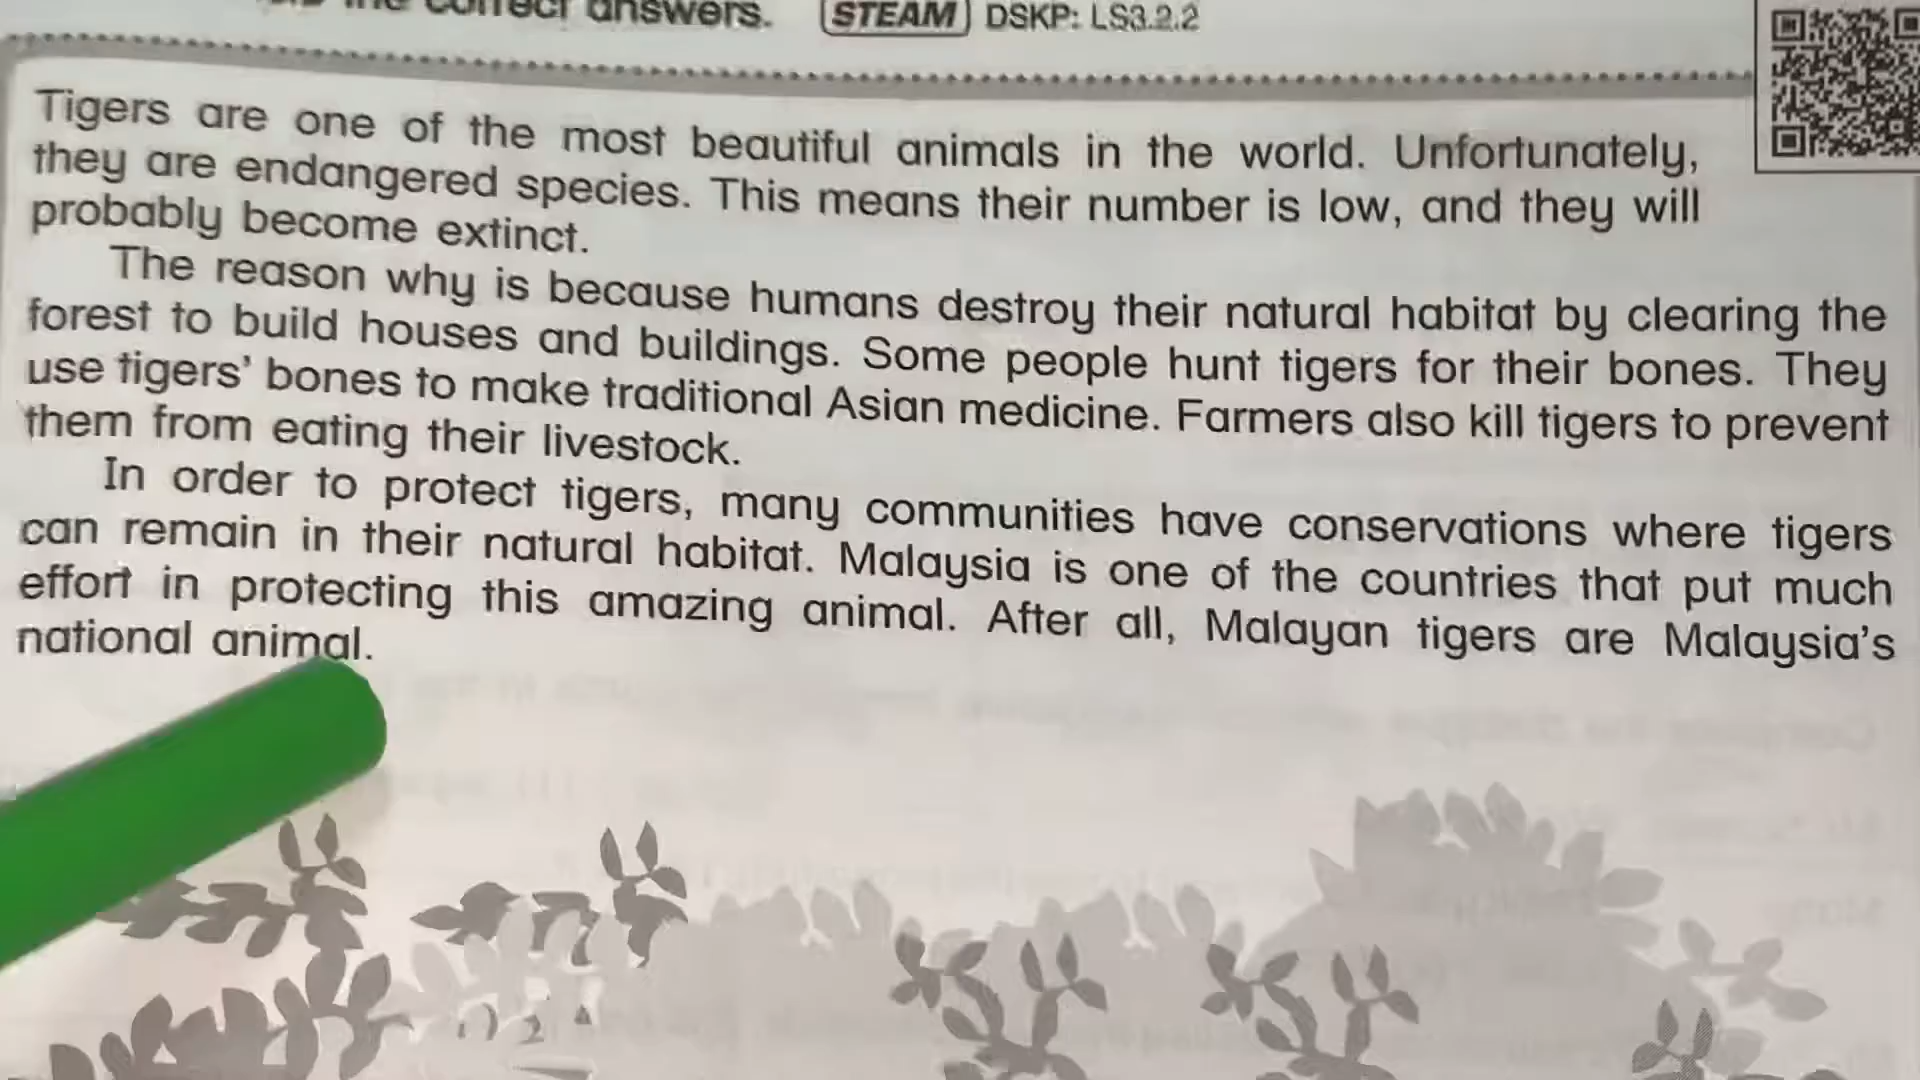 the correct answers. STEAM DSKP: LS3.2.2
Tigers are one of the most beautiful animals in the world. Unfortunately,
they are endangered species. This means their number is low, and they will
probably become extinct.
The reason why is because humans destroy their natural habitat by clearing the
forest to build houses and buildings. Some people hunt tigers for their bones. They
use tigers' bones to make traditional Asian medicine. Farmers also kill tigers to prevent
them from eating their livestock.
In order to protect tigers, many communities have conservations where tigers
can remain in their natural habitat. Malaysia is one of the countries that put much
effort in protecting this amazing animal. After all, Malayan tigers are Malaysia's
national animal.